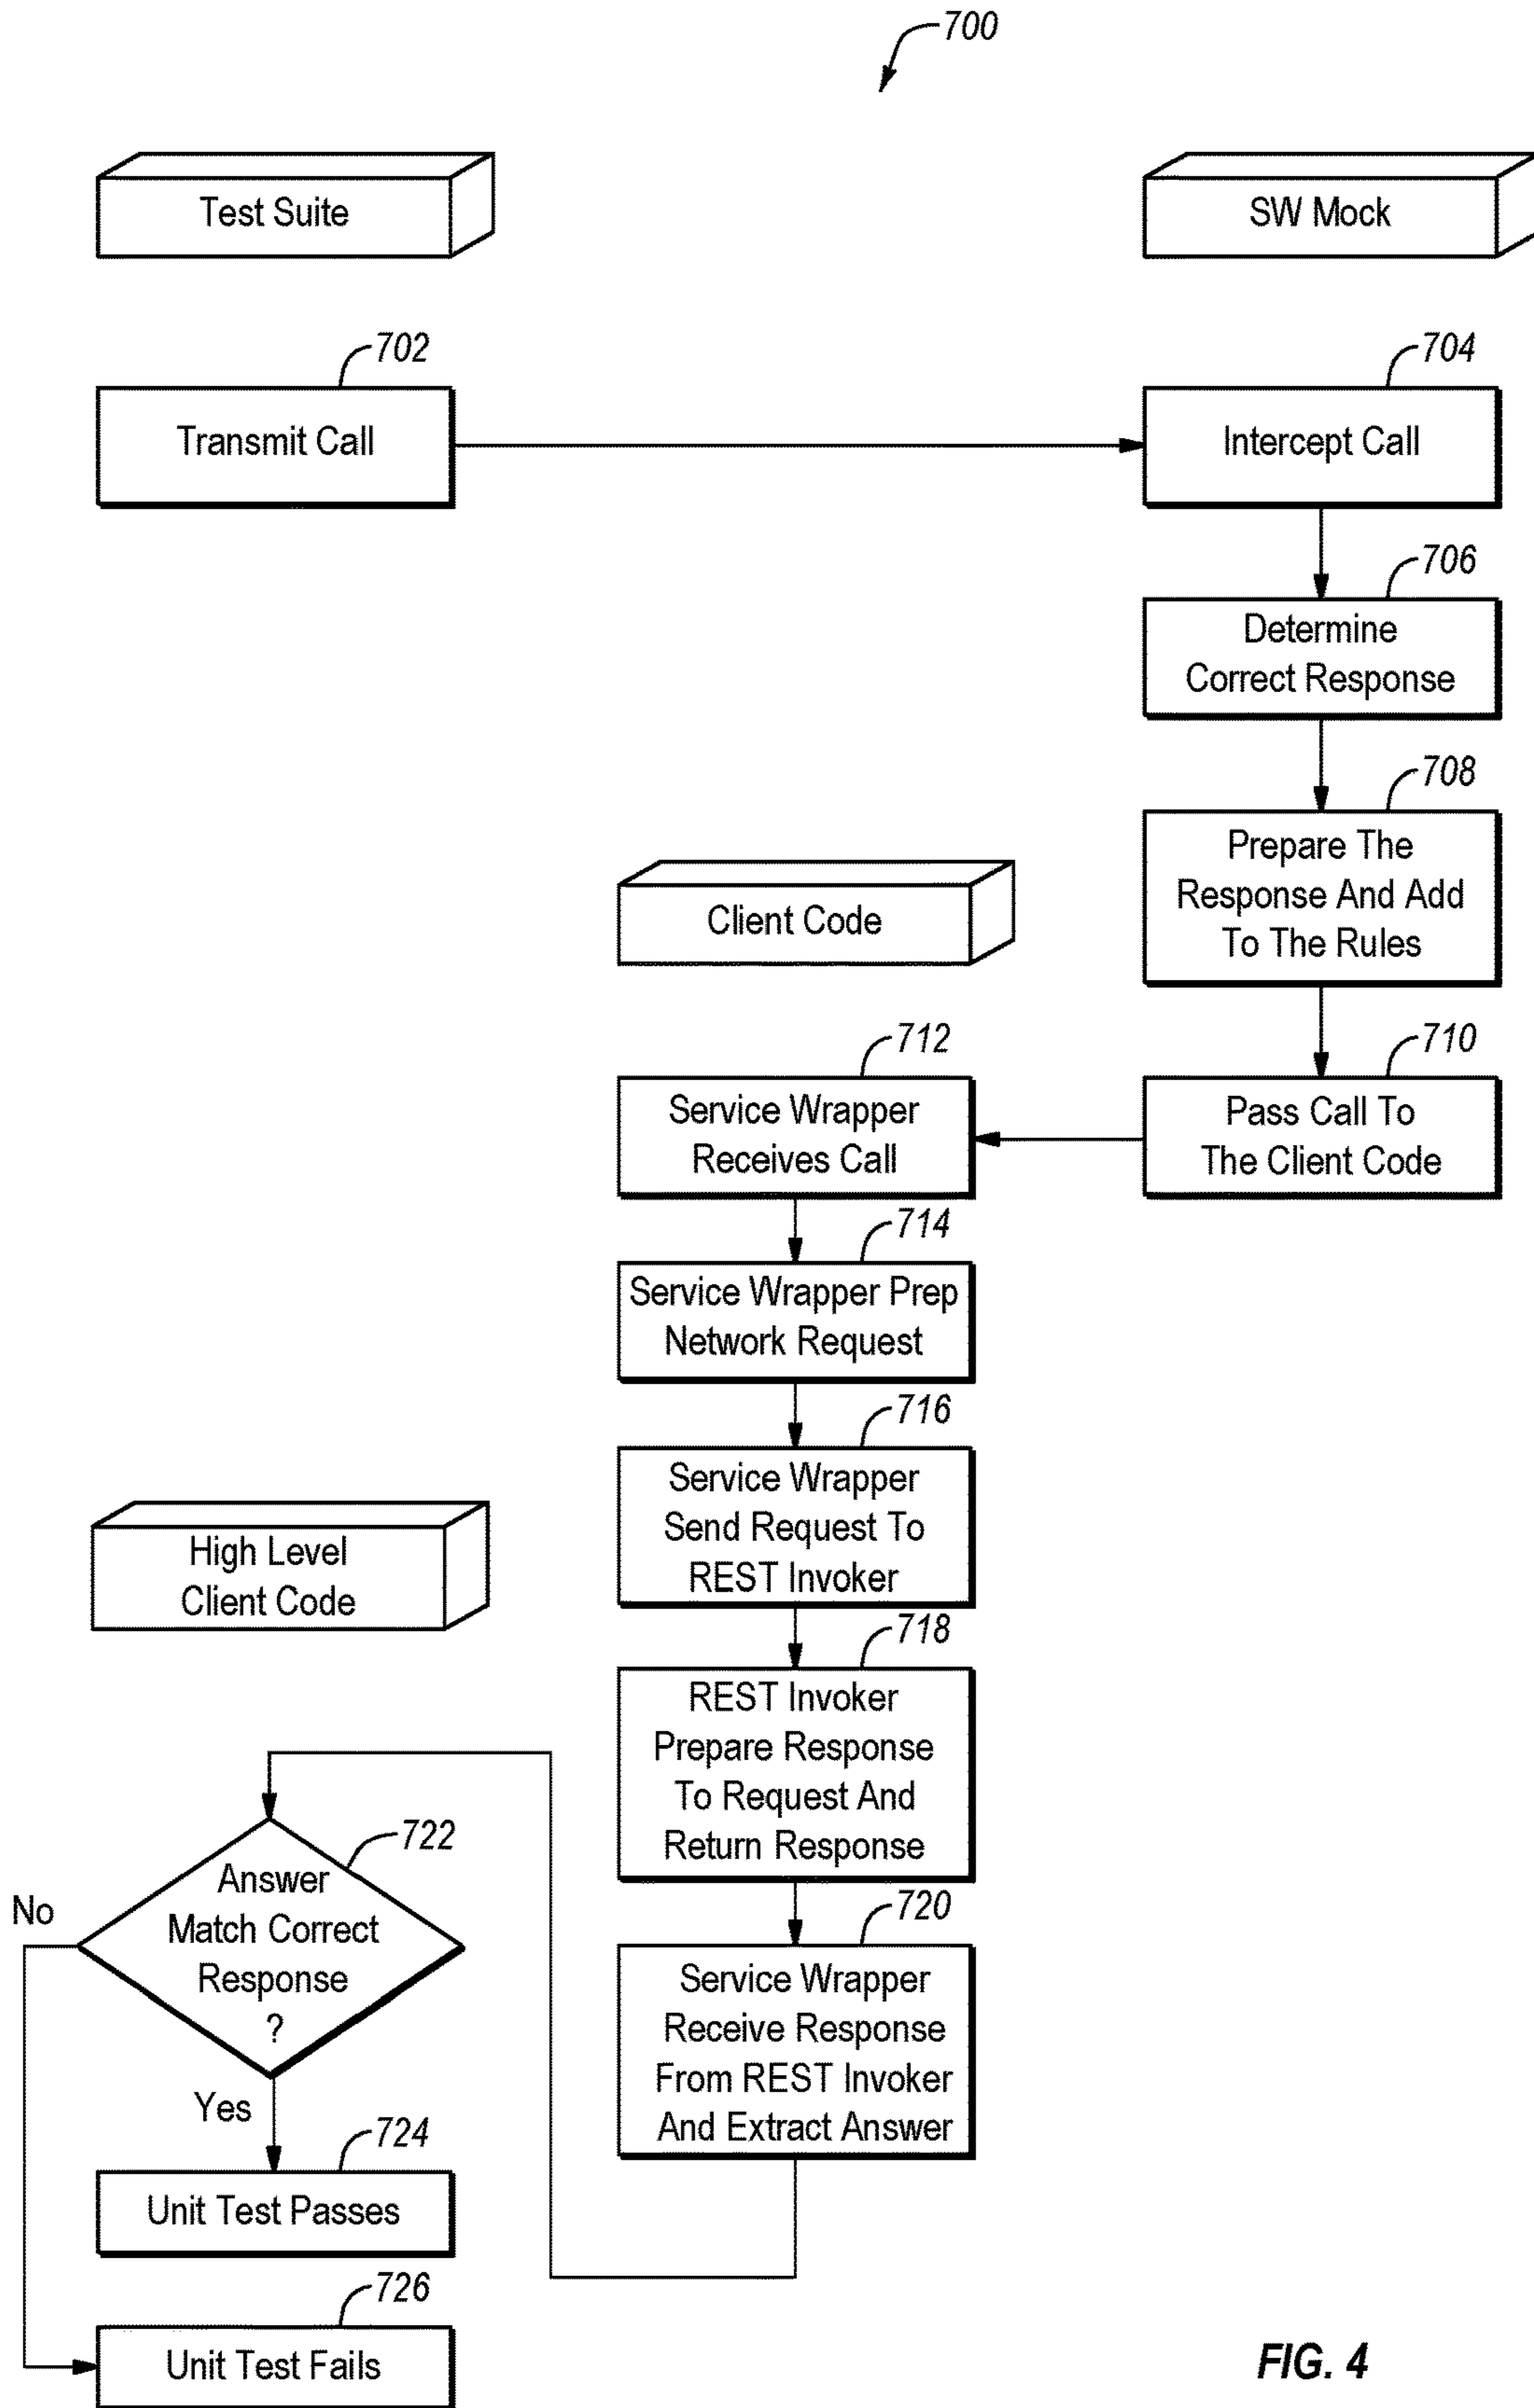 700
Test Suite
SW Mock
702
704
Transmit Call
Intercept Call
706
Determine
Correct Response
708
Prepare The
Response And Add
To The Rules
Client Code
710
Pass Call To
The Client Code
712
Service Wrapper
Receives Call
714
Service Wrapper Prep
Network Request
716
Service Wrapper
Send Request To
REST Invoker
High Level
Client Code
718
REST Invoker
Prepare Response
To Request And
Return Response
720
Service Wrapper
Receive Response
From REST Invoker
And Extract Answer
722
Answer
Match Correct
Response
?
No
Yes
724
Unit Test Passes
726
Unit Test Fails
FIG. 4